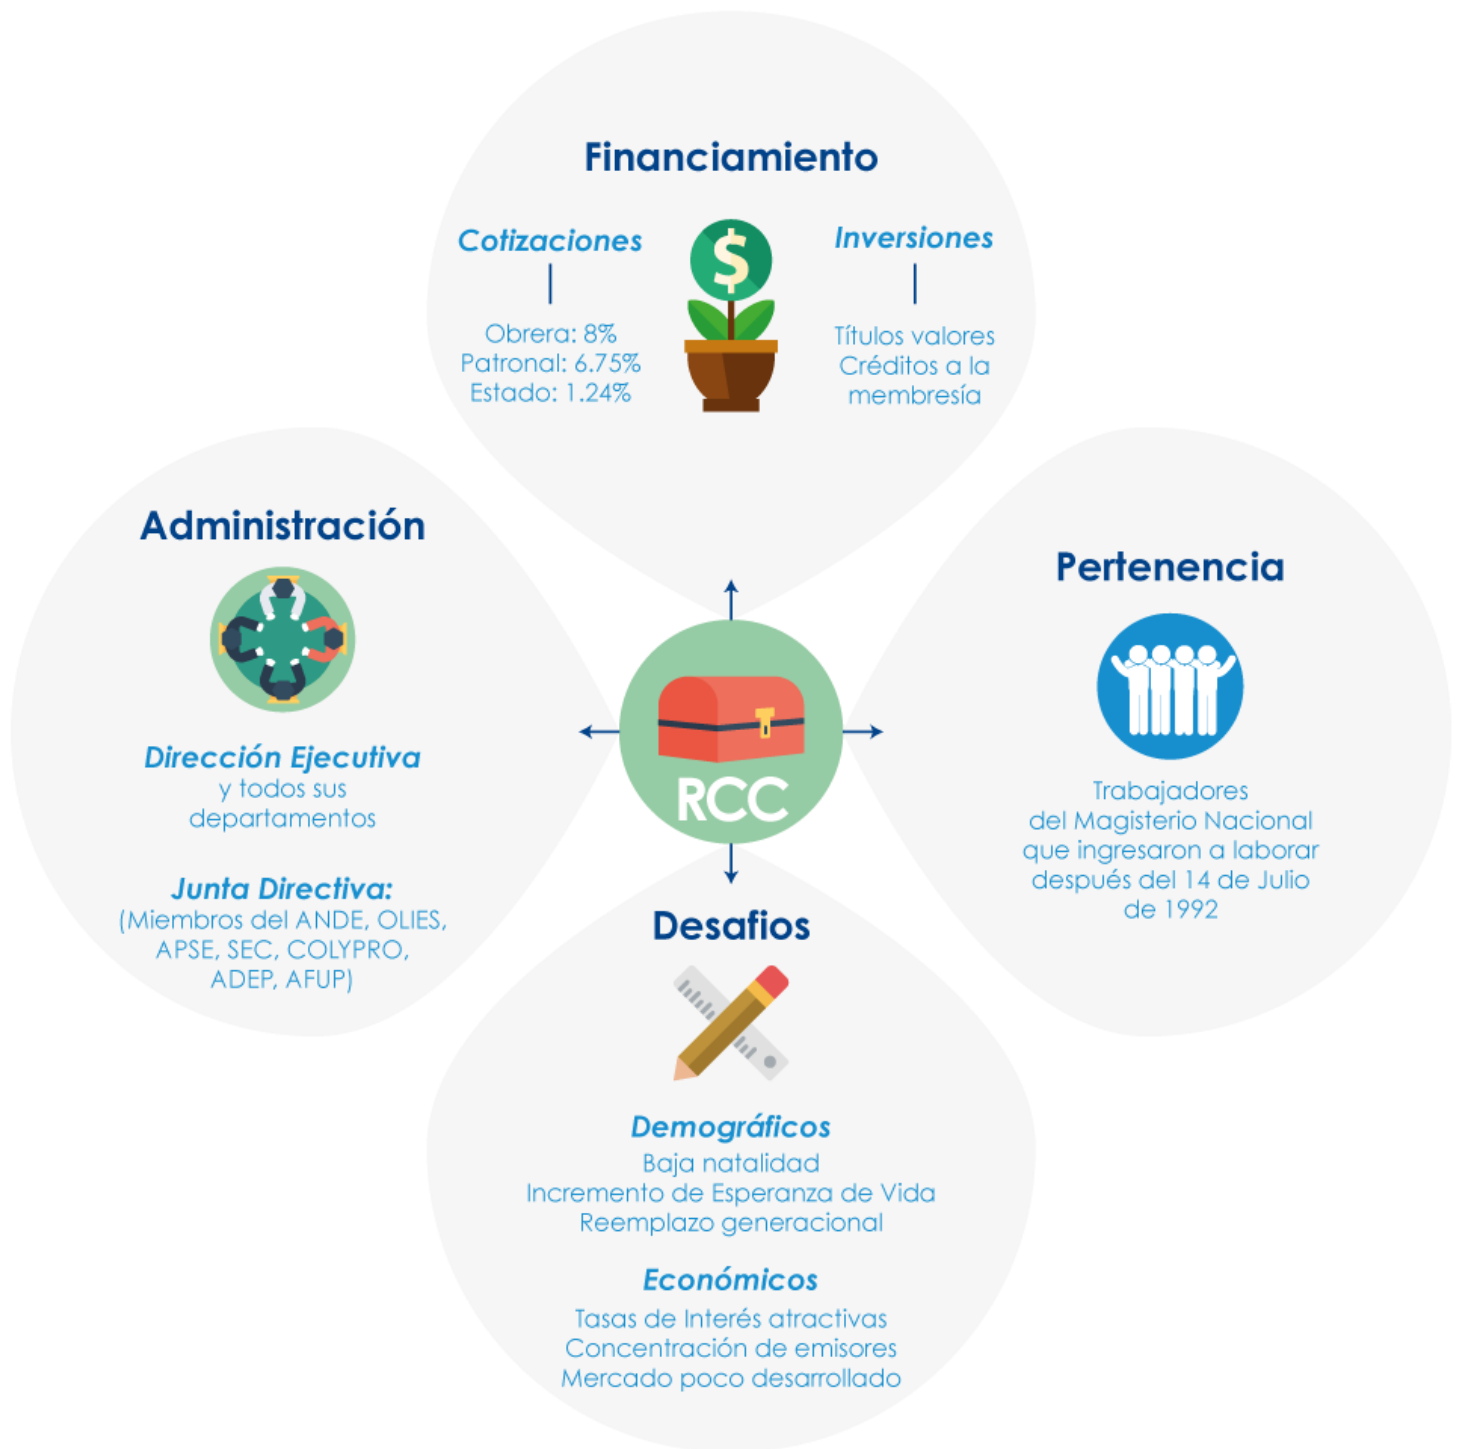 Financiamiento
Cotizaciones
Obrera: 8%
Patronal: 6.75%
Estado: 1.24%
$
Inversiones
Títulos valores
Créditos a la
membresía
Administración
Dirección Ejecutiva
y todos sus
departamentos
Junta Directiva:
(Miembros del ANDE, OLIES,
APSE, SEC, COLYPRO,
ADEP, AFUP)
RCC
Pertenencia
Trabajadores
del Magisterio Nacional
que ingresaron a laborar
después del 14 de Julio
de 1992
Desafios
Demográficos
Baja natalidad
Incremento de Esperanza de Vida
Reemplazo generacional
Económicos
Tasas de Interés atractivas
Concentración de emisores
Mercado poco desarrollado